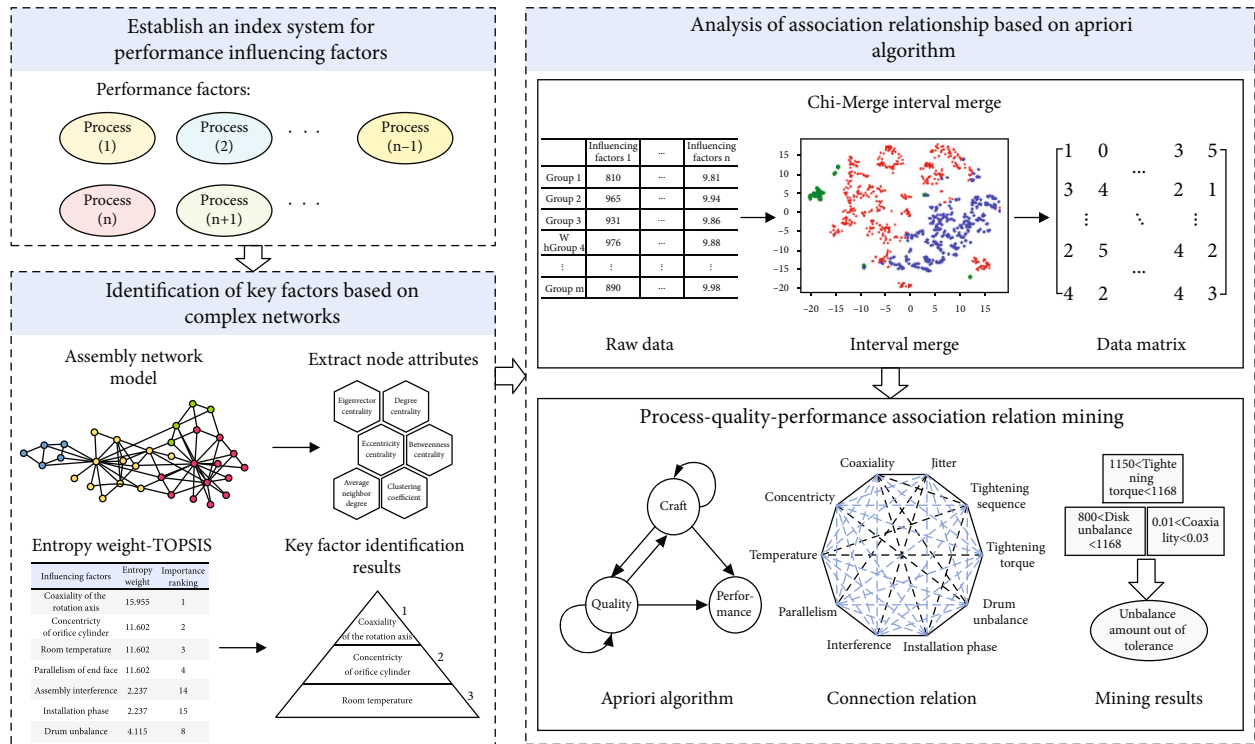 Establish an index system for
performance influencing factors
Performance factors:
Process
(1)
Process
(2)
. . .
Process
(n–1)
Process
(n)
Process
(n+1)
. . .
Identification of key factors based on
complex networks
Assembly network
model
Extract node attributes
Eigenvector
centrality
Degree
centrality
Eccentricity
centrality
Betweenness
centrality
Average
neighbor
degree
Clustering
coefficient
Entropy weight-TOPSIS
Influencing factors Entropy weight Importance ranking
Coaxiality of the rotation axis 15.955 1
Concentricity of orifice cylinder 11.602 2
Room temperature 11.602 3
Parallelism of end face 11.602 4
Assembly interference 2.237 14
Installation phase 2.237 15
Drum unbalance 4.115 8
Key factor identification
results
1
Coaxiality
of the rotation axis
2
Concentricity
of orifice cylinder
3
Room temperature
Analysis of association relationship based on apriori
algorithm
Chi-Merge interval merge
Influencing factors 1 ... Influencing factors n
Group 1 810 ... 9.81
Group 2 965 ... 9.94
Group 3 931 ... 9.86
W
hGroup 4 976 ... 9.88
⋮ ⋮ ⋮ ⋮
Group m 890 ... 9.98
Raw data
15
10
5
0
–5
–10
–15
–20
–20 –15 –10 –5 0 5 10 15
Interval merge
1 0 ... 3 5
3 4 2 1
⋮ ⋱ ⋮
2 5 ... 4 2
4 2 4 3
Data matrix
Process-quality-performance association relation mining
Craft
Quality
Perfor-
mance
Apriori algorithm
Coaxiality
Jitter
Concentricty
Tightening
sequence
Temperature
Tightening
torque
Parallelism
Drum
unbalance
Interference
Installation phase
Connection relation
1150<Tighte
ning
torque<1168
800<Disk
unbalance
<1168
0.01<Coaxia
lity<0.03
Unbalance
amount out of
tolerance
Mining results